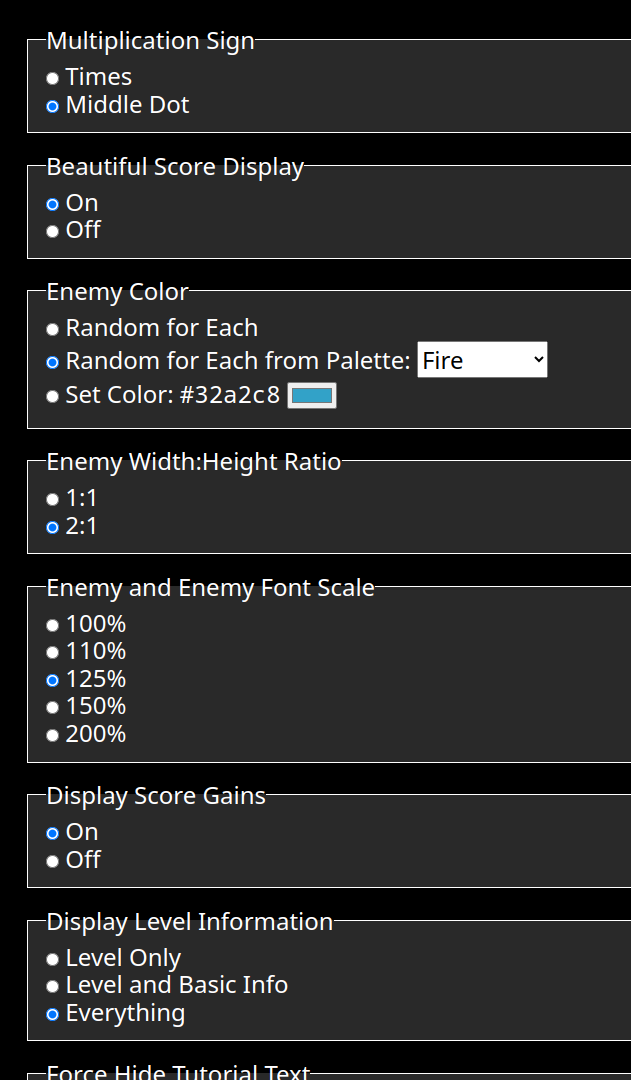 Multiplication Sign
Times
Middle Dot
Beautiful Score Display
On
Off
Enemy Color
Random for Each
Random for Each from Palette: Fire
Set Color: #32a2c8
Enemy Width:Height Ratio
1:1
2:1
Enemy and Enemy Font Scale
100%
110%
125%
150%
200%
Display Score Gains
On
Off
Display Level Information
Level Only
Level and Basic Info
Everything
Force Hide Tutorial Text